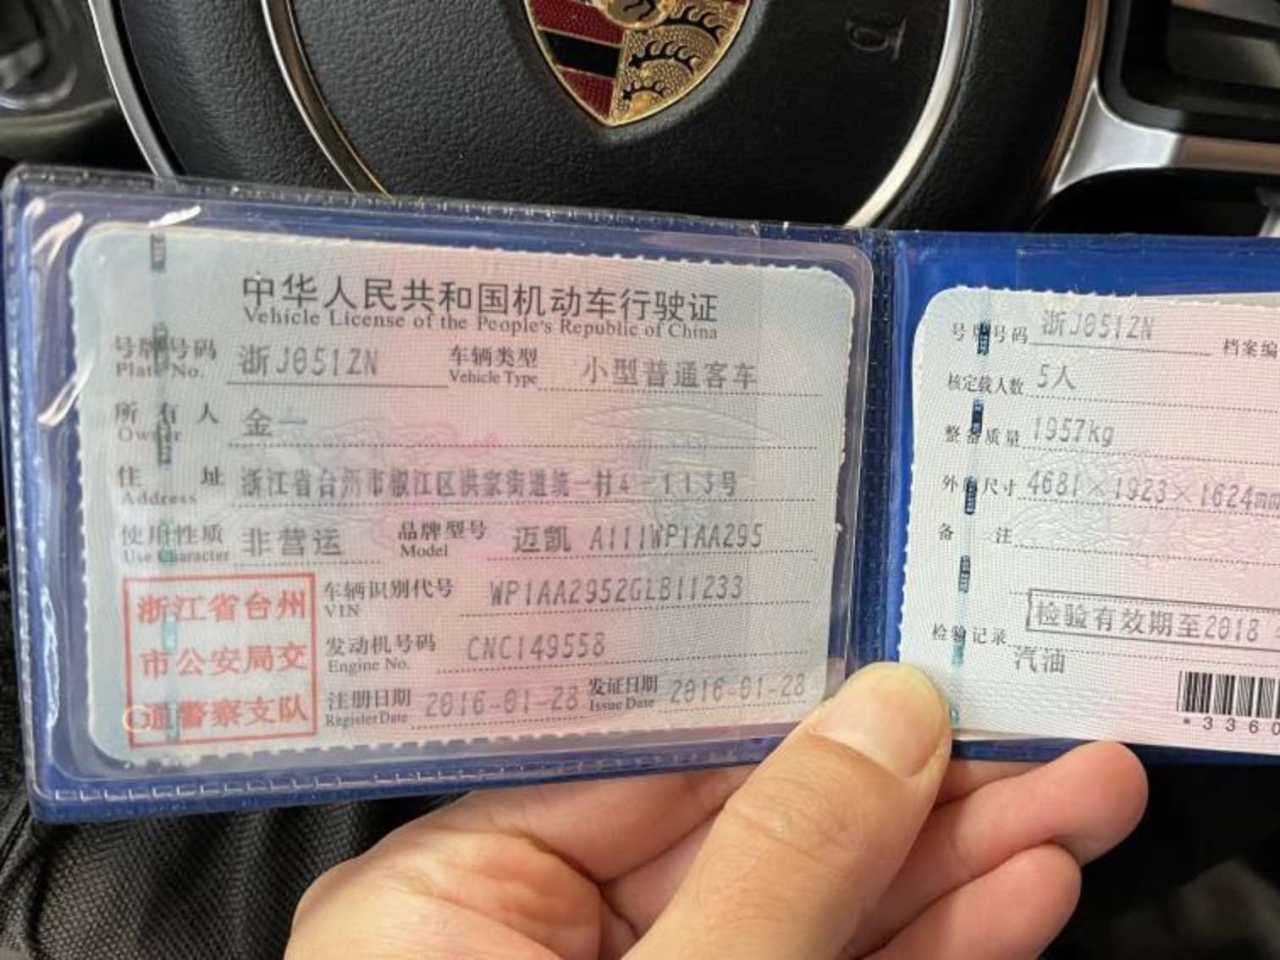 中华人民共和国机动车行驶证
Vehicle License of the People's Republic of China
号牌号码 浙J051ZN 车辆类型 小型普通客车
Plate No. Vehicle Type
所有人 金一
Owner
住址 浙江省台州市椒江区洪家街道统一村4-113号
Address
使用性质 非营运 品牌型号 迈凯 A111WP1AA295
Use Character Model
车辆识别代号 WP1AA2952GLB11233
VIN
发动机号码 CNC149558
Engine No.
注册日期 2016-01-28 发证日期 2016-01-28
Register Date Issue Date
浙江省台州
市公安局交
通警察支队
号牌号码 浙J051ZN 档案编
核定载人数 5人
整备质量 1957kg
外廓尺寸 4681×1923×1624mm
备注
检验有效期至2018
检验记录
汽油
*3360